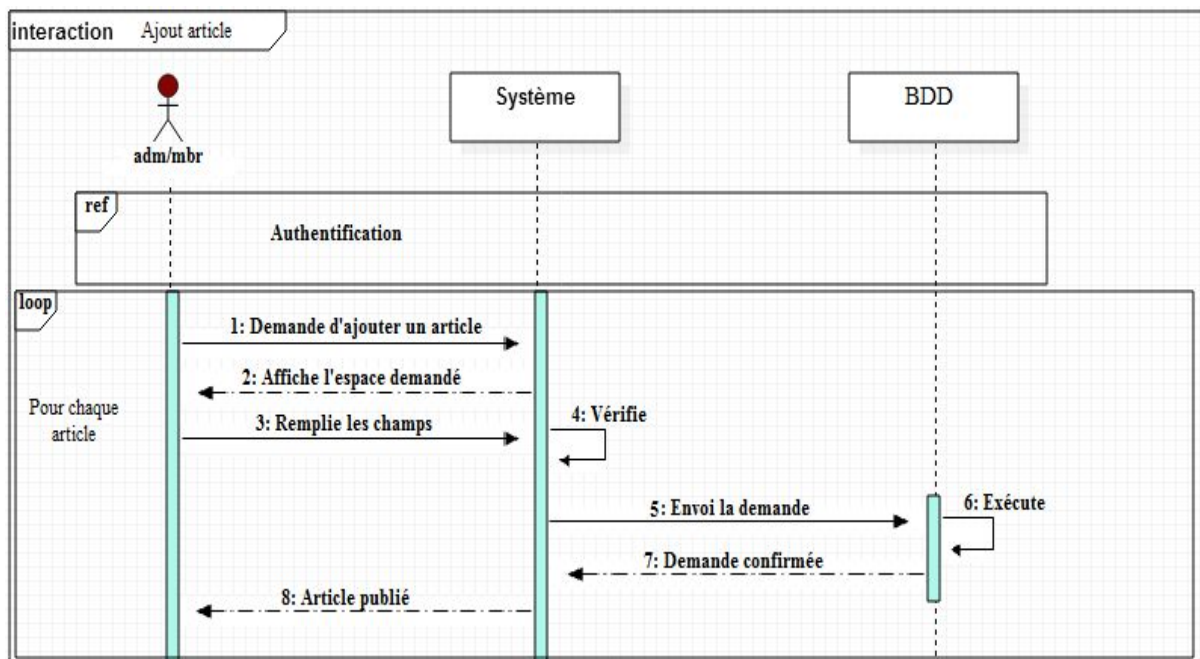 interaction Ajout article
Système
BDD
adm/mbr
ref
Authentification
loop
1: Demande d'ajouter un article
2: Affiche l'espace demandé
Pour chaque
article
3: Remplie les champs
4: Vérifie
5: Envoi la demande
6: Exécute
7: Demande confirmée
8: Article publié